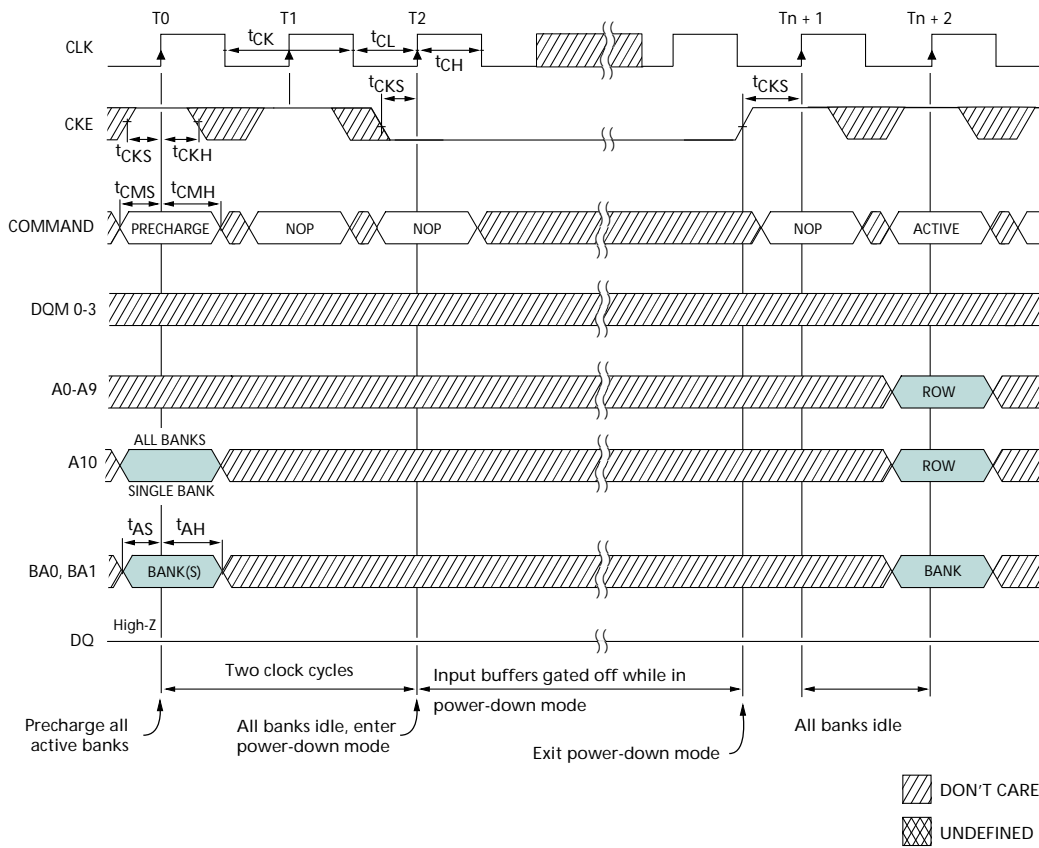 T0 T1 T2 Tn + 1 Tn + 2
CLK
tCK tCL tCH
tCKS tCKS
CKE
tCKS tCKH
tCMS tCMH
COMMAND PRECHARGE NOP NOP NOP ACTIVE
DQM 0-3
A0-A9 ROW
ALL BANKS
A10 ROW
SINGLE BANK
tAS tAH
BA0, BA1 BANK(S) BANK
High-Z
DQ
Two clock cycles
Input buffers gated off while in
power-down mode
Precharge all
active banks
All banks idle, enter
power-down mode
Exit power-down mode
All banks idle
DON'T CARE
UNDEFINED